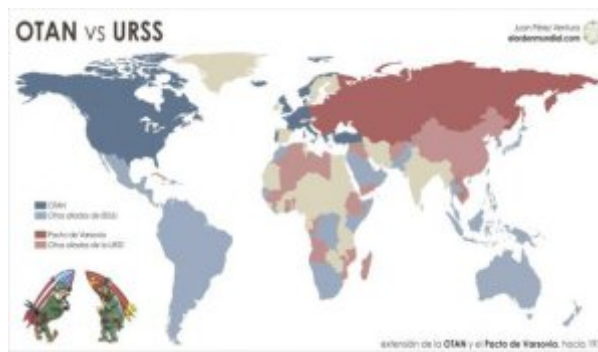 OTAN VS URSS
Juan Pérez Ventura
elordenmundial.com
OTAN
Otros aliados de EEUU
Pacto de Varsovia
Otros aliados de la URSS
extensión de la OTAN y el Pacto de Varsovia, hacia